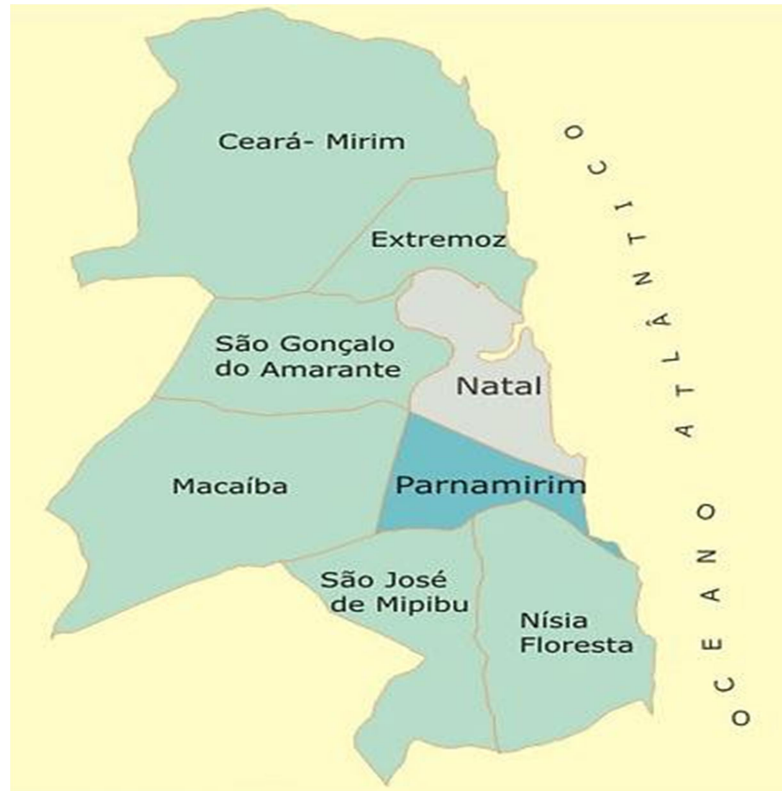 Ceará- Mirim
Extremoz
São Gonçalo
do Amarante
Natal
Macaíba
Parnamirim
São José
de Mipibu
Nísia
Floresta
OCEANO ATLÂNTICO